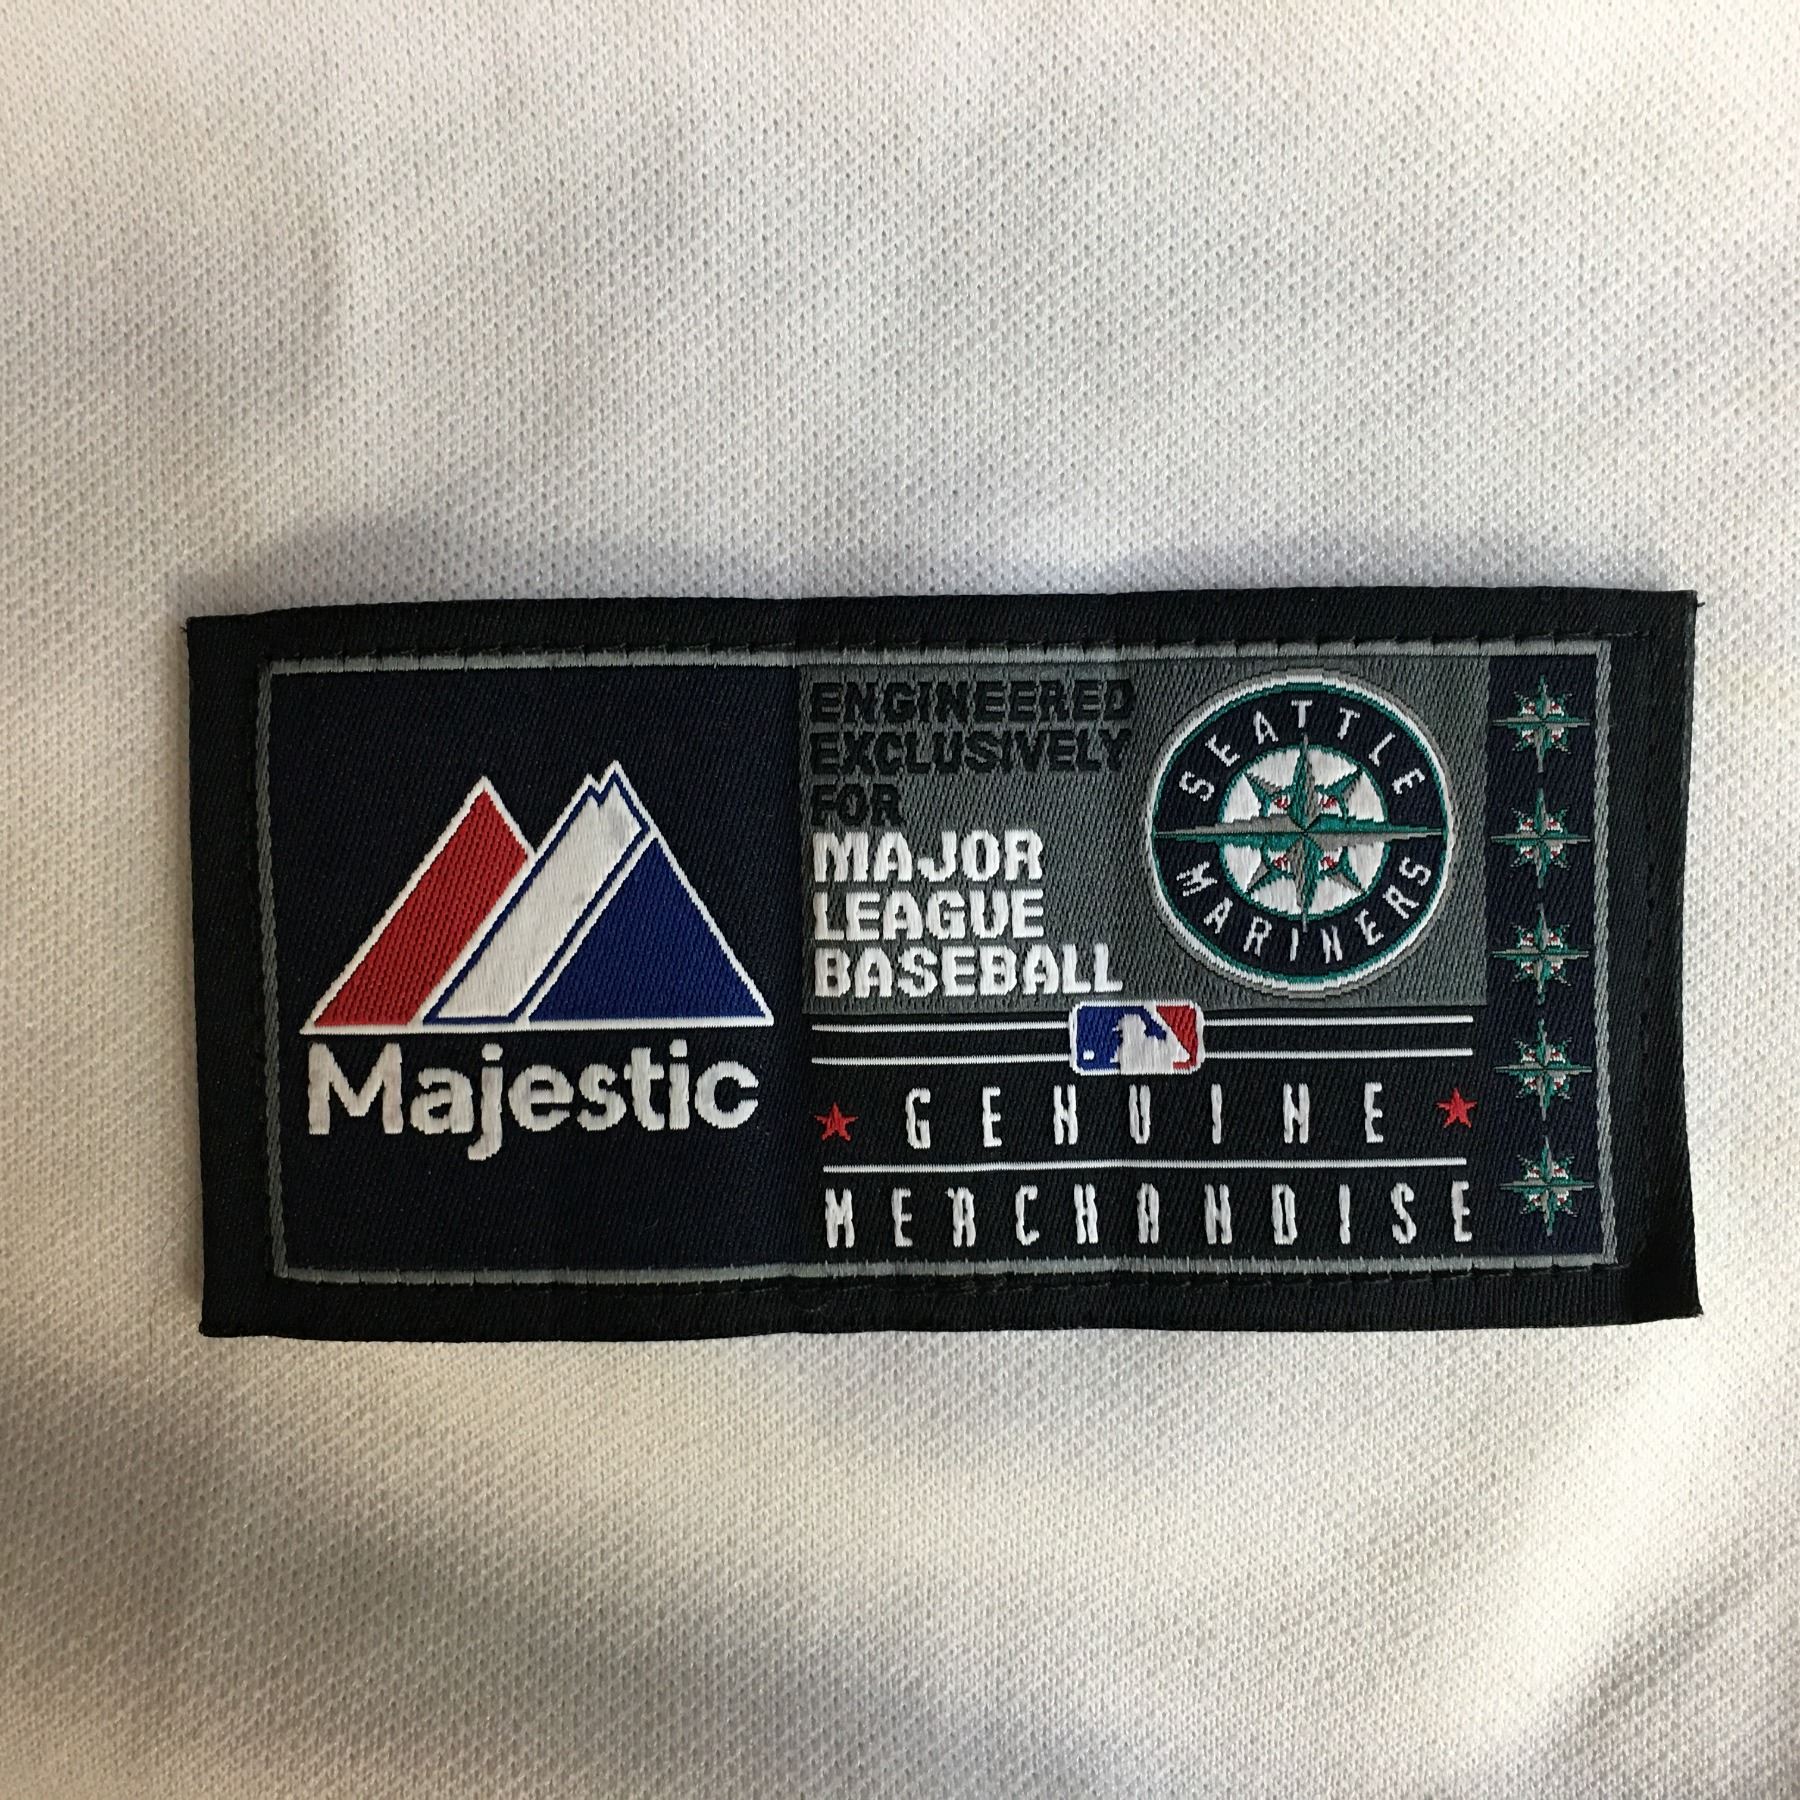 Majestic
ENGINEERED
EXCLUSIVELY
FOR
MAJOR
LEAGUE
BASEBALL
SEATTLE
MARINERS
GENUINE
MERCHANDISE